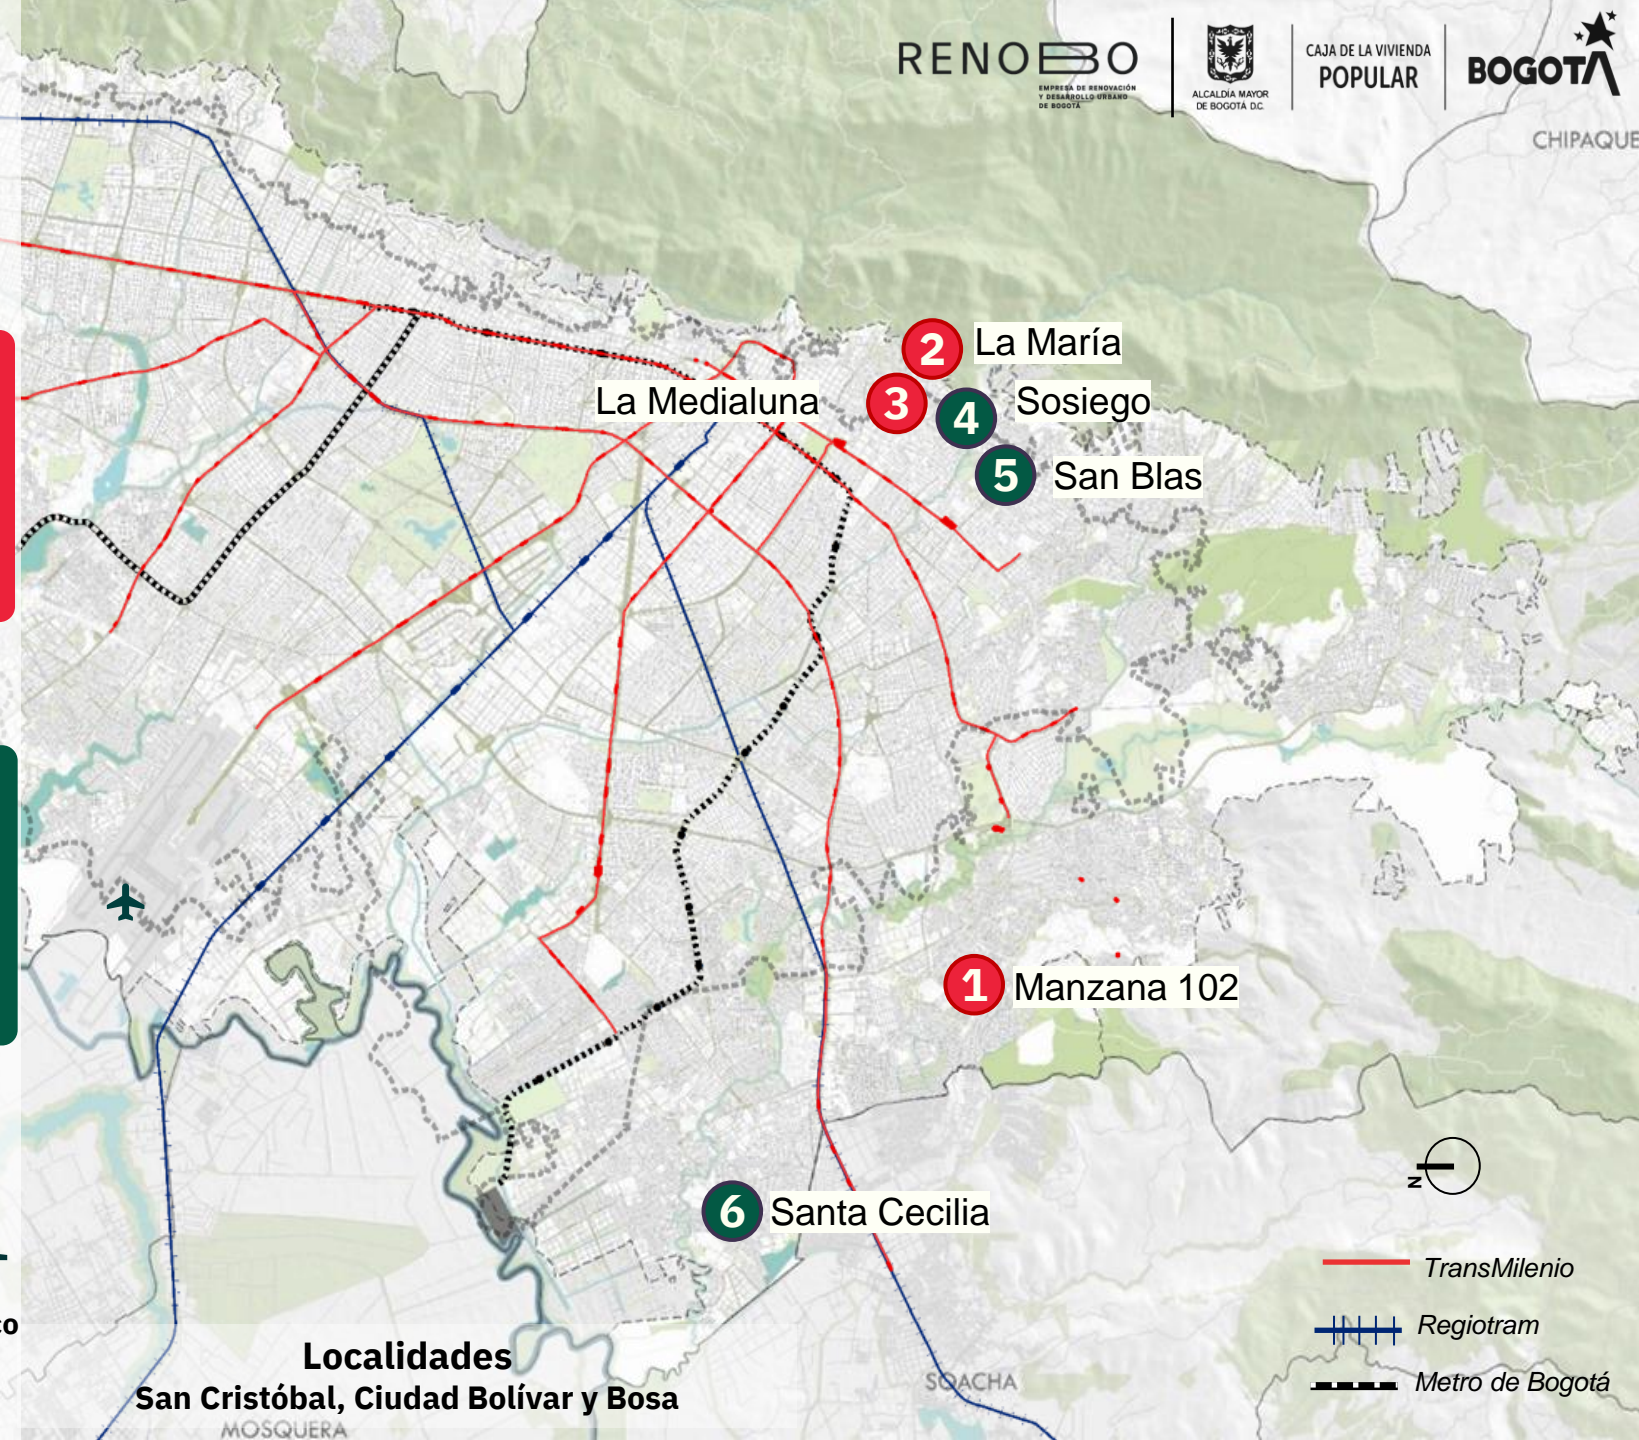 RENOBO
EMPRESA DE RENOVACIÓN
Y DESARROLLO URBANO
DE BOGOTÁ
ALCALDÍA MAYOR
DE BOGOTÁ D.C.
CAJA DE LA VIVIENDA
POPULAR
BOGOTÁ
CHIPAQUE
2 La María
La Medialuna 3
4 Sosiego
5 San Blas
1 Manzana 102
6 Santa Cecilia
N
TransMilenio
Regiotram
Metro de Bogotá
co
Localidades
San Cristóbal, Ciudad Bolívar y Bosa
SOACHA
MOSQUERA